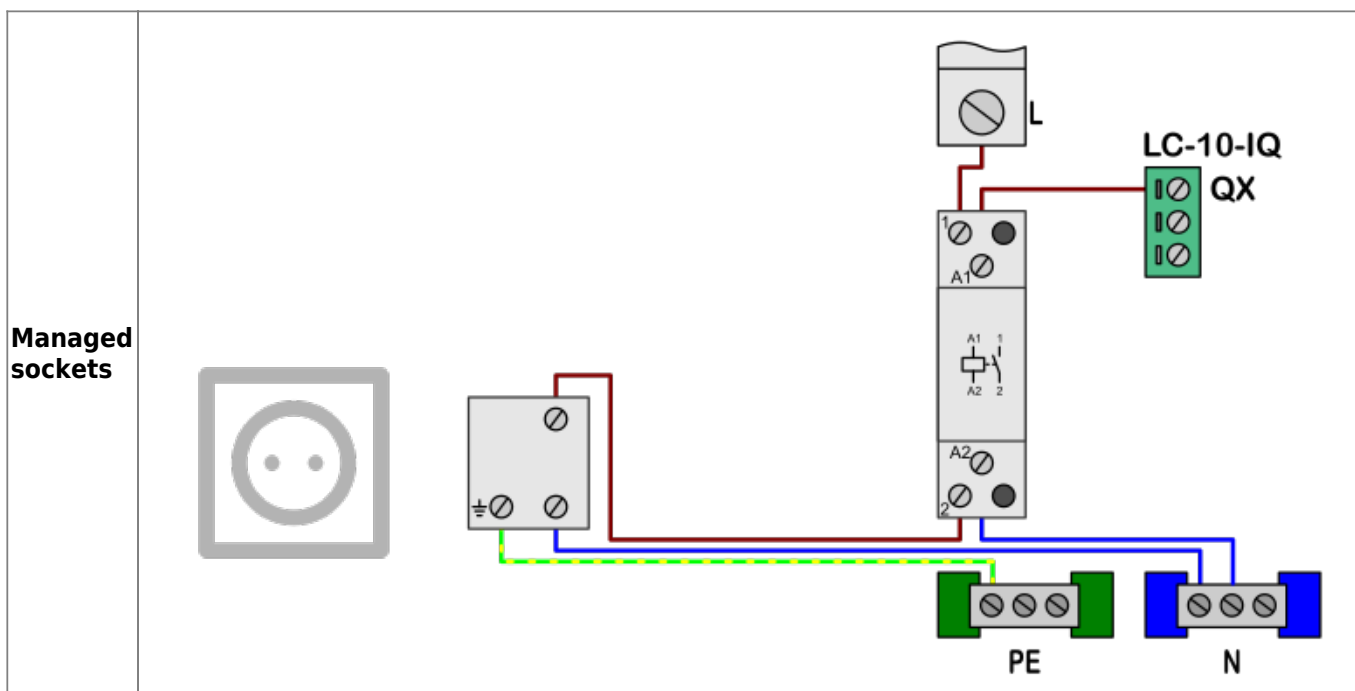 L
LC-10-IQ
QX
1
A1
Managed
sockets
A1 1
A2 2
A2
2
PE
N